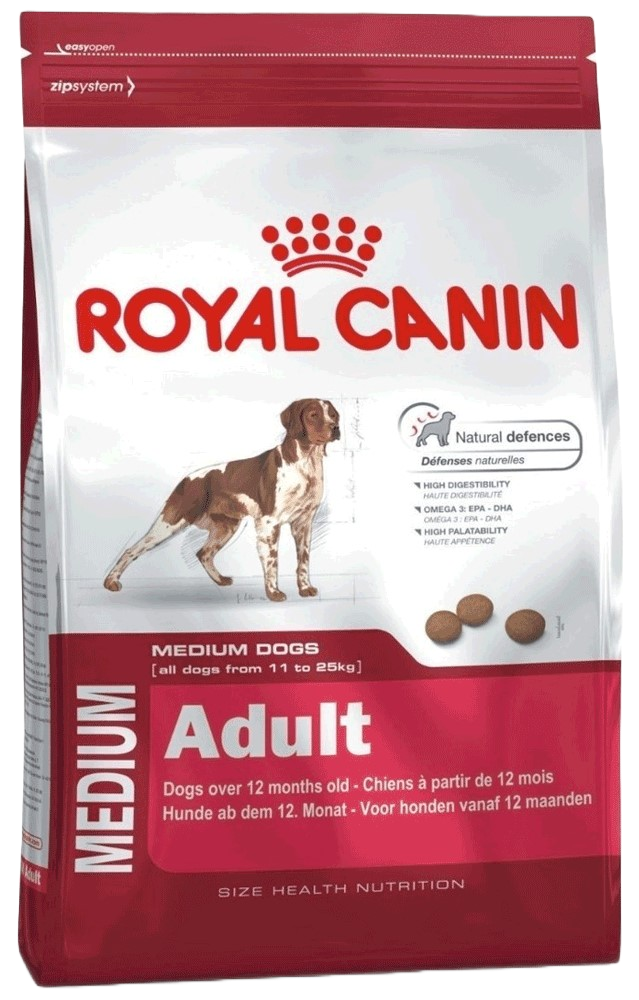 easyopen
zipsystem
ROYAL CANIN
Natural defences
Défenses naturelles
HIGH DIGESTIBILITY
HAUTE DIGESTIBILITÉ
OMEGA 3: EPA - DHA
OMÉGA 3 : EPA - DHA
HIGH PALATABILITY
HAUTE APPÉTENCE
MEDIUM DOGS
[all dogs from 11 to 25kg]
MEDIUM
Adult
Dogs over 12 months old - Chiens à partir de 12 mois
Hunde ab dem 12. Monat - Voor honden vanaf 12 maanden
SIZE HEALTH NUTRITION
Adult